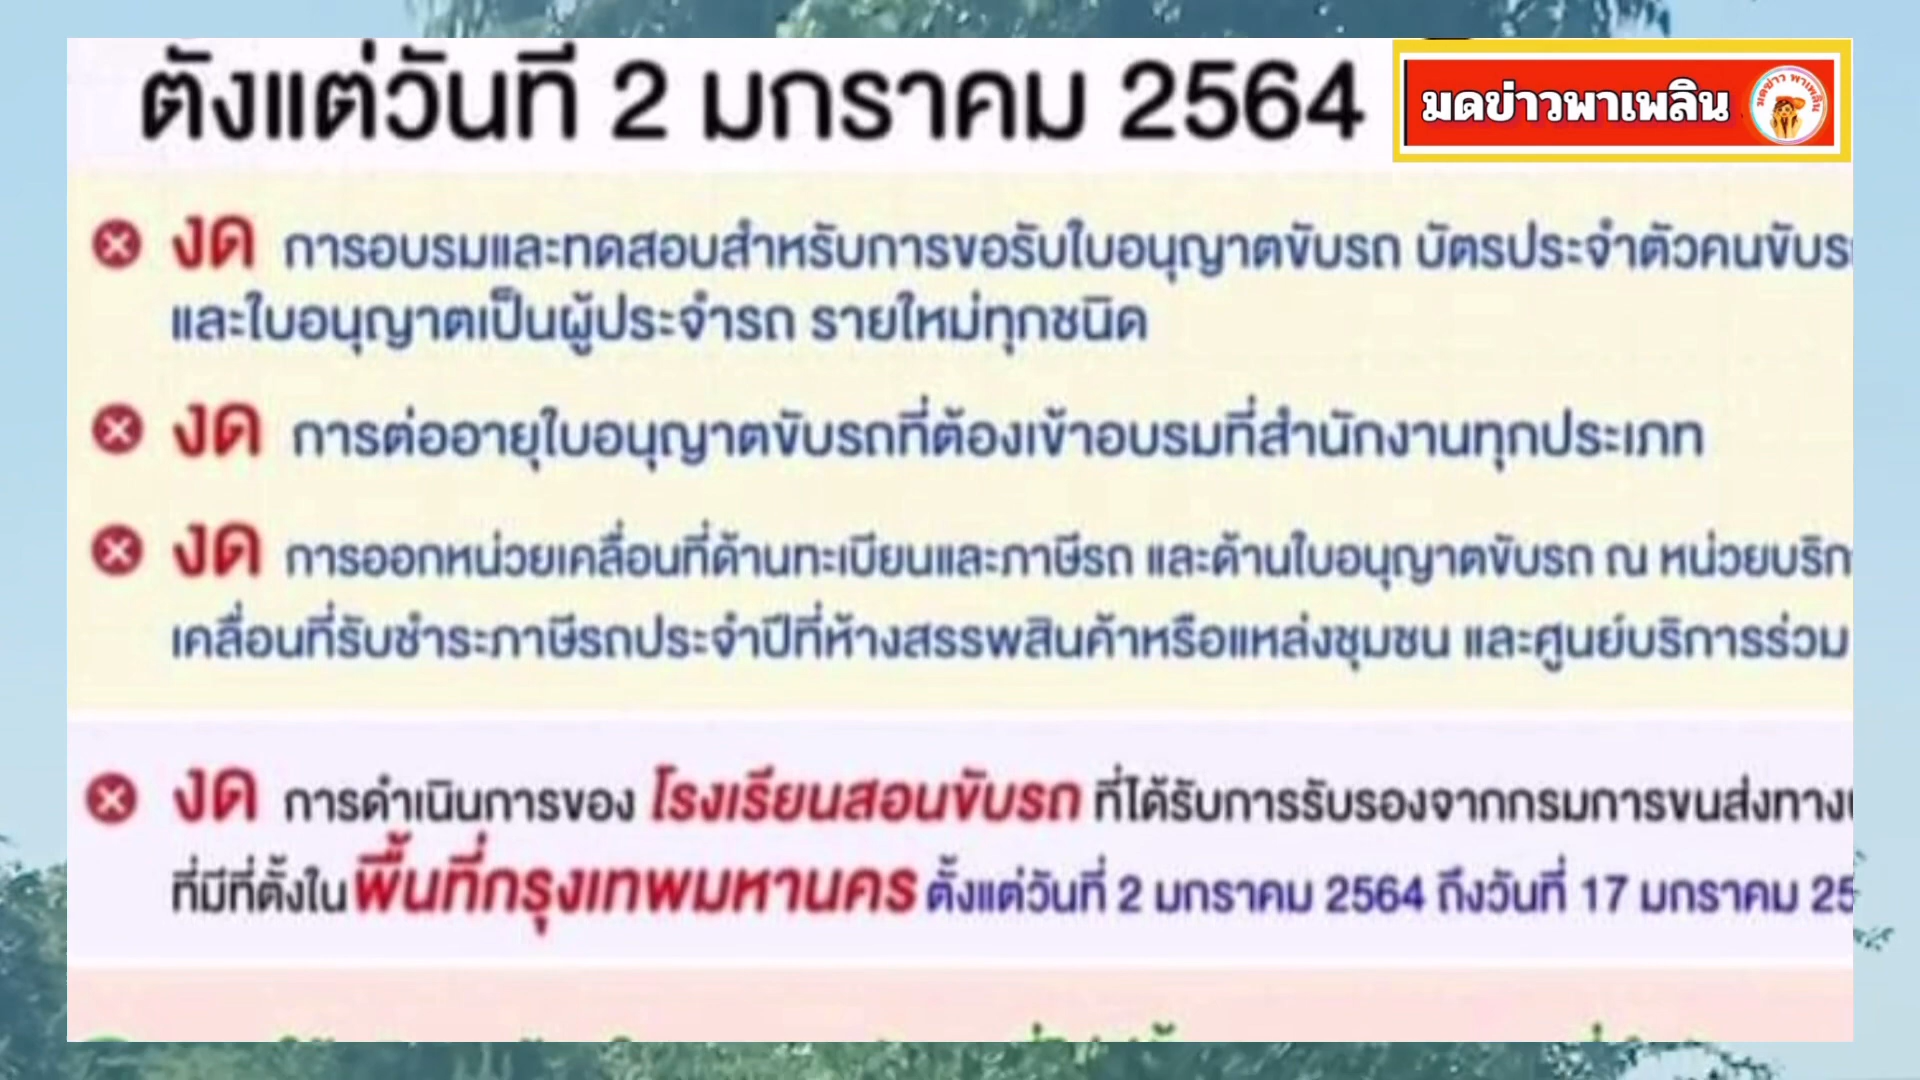 ตั้งแต่วันที่ 2 มกราคม 2564
มดข่าวพาเพลิน
มดข่าว พาเพลิน
งด การอบรมและทดสอบสำหรับการขอรับใบอนุญาตขับรถ บัตรประจำตัวคนขับร
และใบอนุญาตเป็นผู้ประจำรถ รายใหม่ทุกชนิด
งด การต่ออายุใบอนุญาตขับรถที่ต้องเข้าอบรมที่สำนักงานทุกประเภท
งด การออกหน่วยเคลื่อนที่ด้านทะเบียนและภาษีรถ และด้านใบอนุญาตขับรถ ณ หน่วยบริก
เคลื่อนที่รับชำระภาษีรถประจำปีที่ห้างสรรพสินค้าหรือแหล่งชุมชน และศูนย์บริการร่วม
งด การดำเนินการของ โรงเรียนสอนขับรถ ที่ได้รับการรับรองจากกรมการขนส่งทาง
ที่มีที่ตั้งในพื้นที่กรุงเทพมหานคร ตั้งแต่วันที่ 2 มกราคม 2564 ถึงวันที่ 17 มกราคม 25